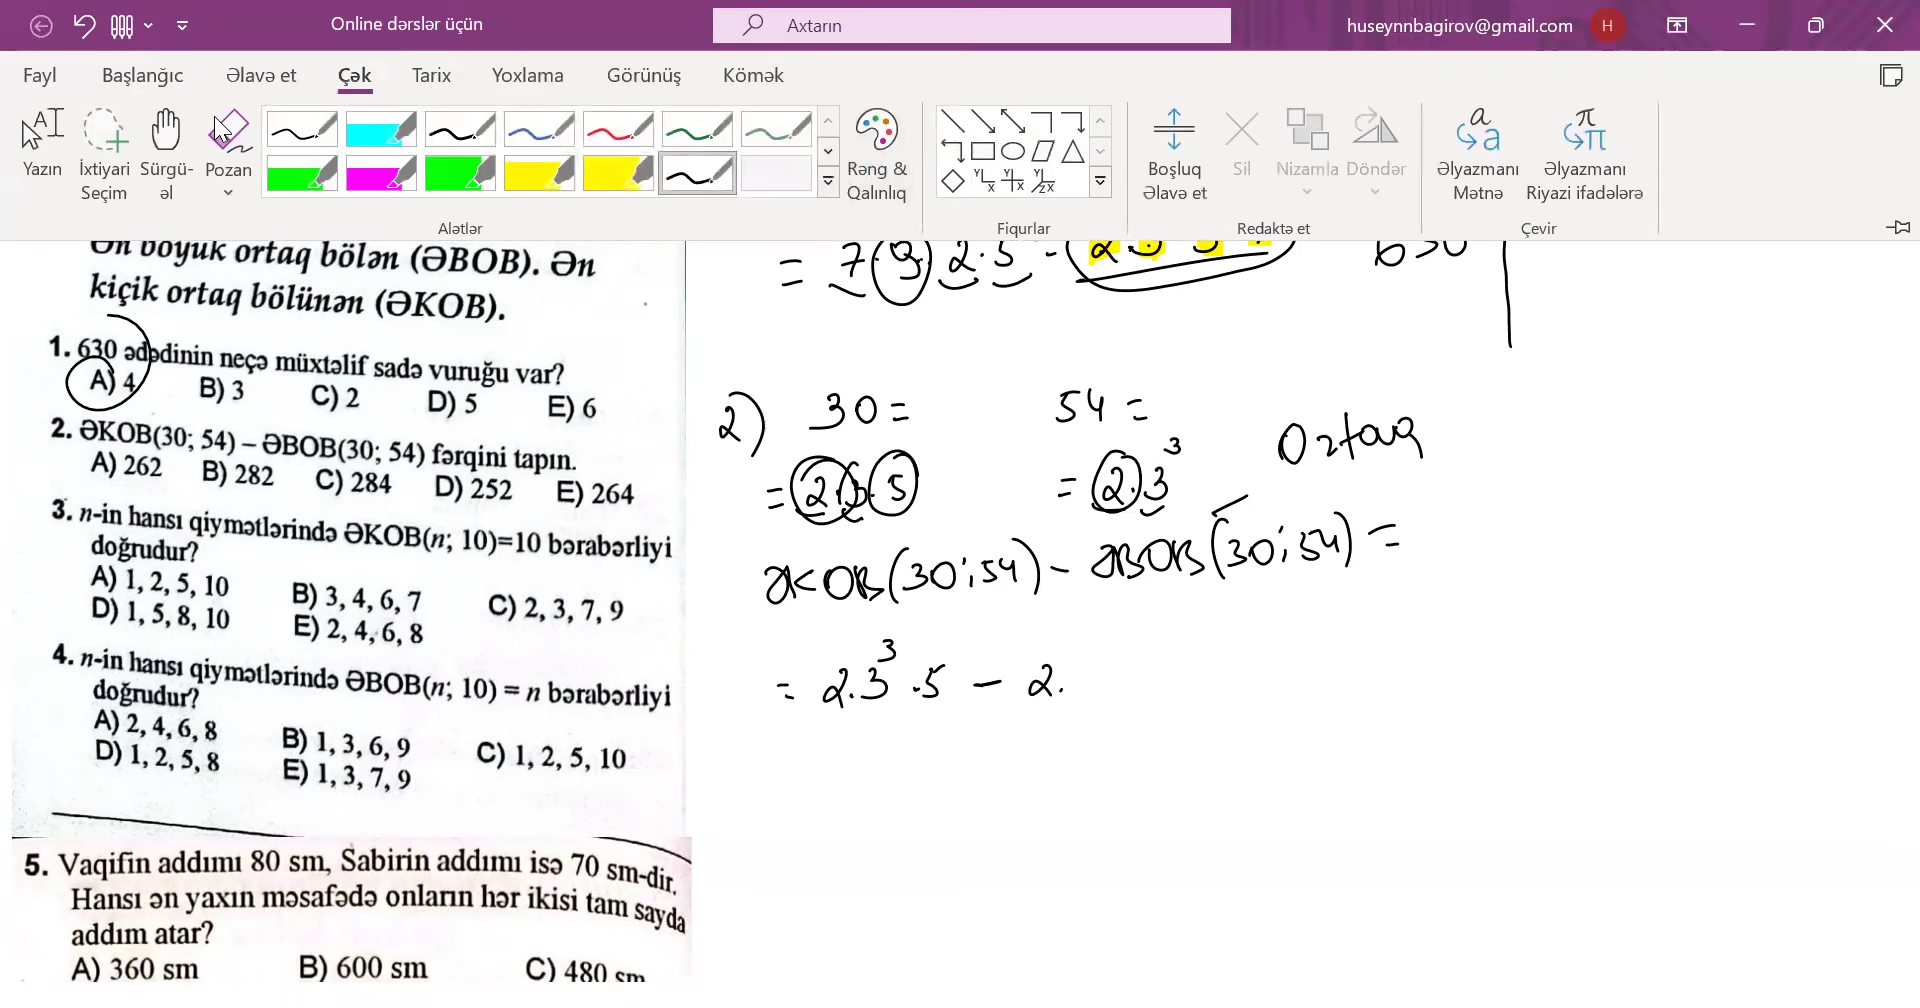 Online dərslər üçün
Axtarın
huseynnbagirov@gmail.com
H
Fayl Başlanğıc Əlavə et Çək Tarix Yoxlama Görünüş Kömək
Yazın
İxtiyari Seçim
Sürgü-əl
Pozan
Rəng & Qalınlıq
Boşluq Əlavə et
Sil
Nizamla
Döndər
Əlyazmanı Mətnə
Əlyazmanı Riyazi ifadələrə
Alətlər
Fiqurlar
Redaktə et
Çevir
Ən böyük ortaq bölən (ƏBOB). Ən
kiçik ortaq bölünən (ƏKOB).
1. 630 ədədinin neçə müxtəlif sadə vuruğu var?
A) 4 B) 3 C) 2 D) 5 E) 6
2. ƏKOB(30; 54) – ƏBOB(30; 54) fərqini tapın.
A) 262 B) 282 C) 284 D) 252 E) 264
3. n-in hansı qiymətlərində ƏKOB(n; 10)=10 bərabərliyi
doğrudur?
A) 1, 2, 5, 10 B) 3, 4, 6, 7 C) 2, 3, 7, 9
D) 1, 5, 8, 10 E) 2, 4, 6, 8
4. n-in hansı qiymətlərində ƏBOB(n; 10) = n bərabərliyi
doğrudur?
A) 2, 4, 6, 8 B) 1, 3, 6, 9 C) 1, 2, 5, 10
D) 1, 2, 5, 8 E) 1, 3, 7, 9
5. Vaqifin addımı 80 sm, Sabirin addımı isə 70 sm-dir.
Hansı ən yaxın məsafədə onların hər ikisi tam sayda
addım atar?
A) 360 sm B) 600 sm C) 480 sm
2) 30 = 54 =
= 2·3·5 = 2·3³
Ortaq
ƏKOB(30;54) - ƏBOB(30;54) =
= 2·3³·5 - 2·